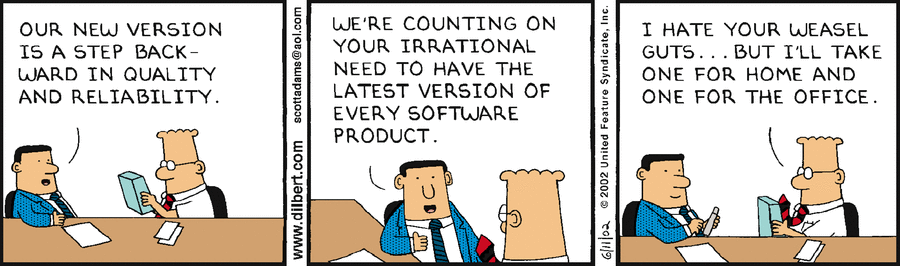 OUR NEW VERSION
IS A STEP BACK-
WARD IN QUALITY
AND RELIABILITY.
www.dilbert.com scottadams@aol.com
WE'RE COUNTING ON
YOUR IRRATIONAL
NEED TO HAVE THE
LATEST VERSION OF
EVERY SOFTWARE
PRODUCT.
6/11/02 © 2002 United Feature Syndicate, Inc.
I HATE YOUR WEASEL
GUTS...BUT I'LL TAKE
ONE FOR HOME AND
ONE FOR THE OFFICE.